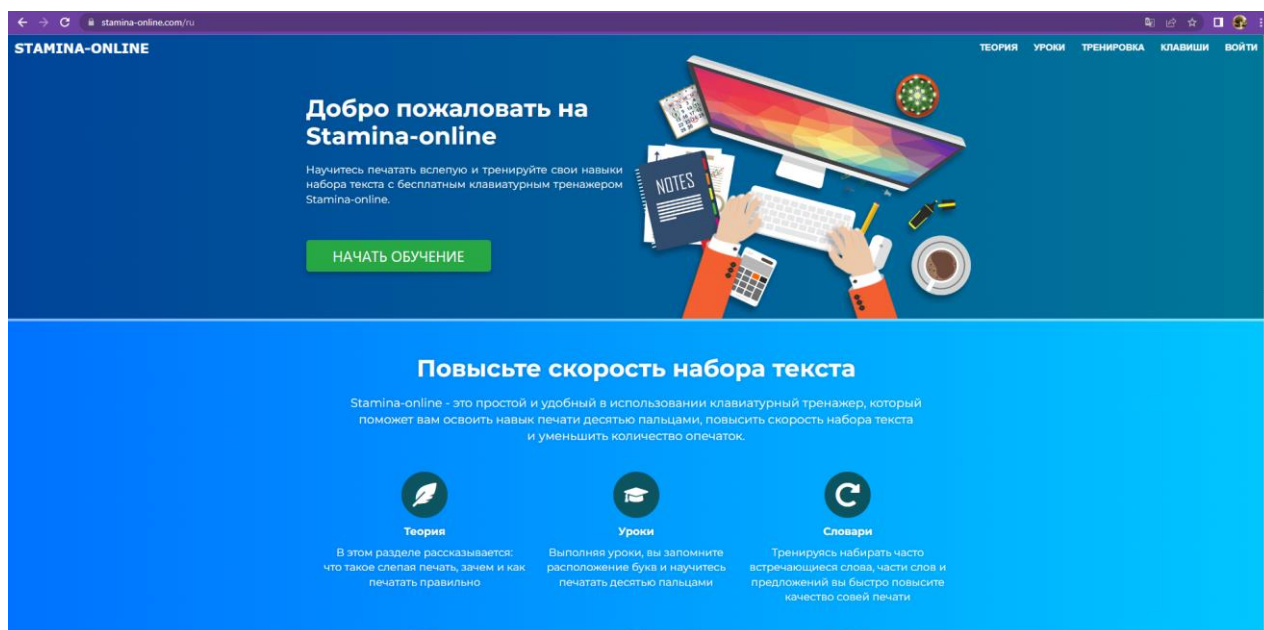 stamina-online.com/ru
STAMINA-ONLINE
ТЕОРИЯ УРОКИ ТРЕНИРОВКА КЛАВИШИ ВОЙТИ
Добро пожаловать на
Stamina-online
Научитесь печатать вслепую и тренируйте свои навыки
набора текста с бесплатным клавиатурным тренажером
Stamina-online.
НАЧАТЬ ОБУЧЕНИЕ
NOTES
Повысьте скорость набора текста
Stamina-online - это простой и удобный в использовании клавиатурный тренажер, который
поможет вам освоить навык печати десятью пальцами, повысить скорость набора текста
и уменьшить количество опечаток.
Теория
В этом разделе рассказывается:
что такое слепая печать, зачем и как
печатать правильно
Уроки
Выполняя уроки, вы запомните
расположение букв и научитесь
печатать десятью пальцами
Словари
Тренируясь набирать часто
встречающиеся слова, части слов и
предложений вы быстро повысите
качество совей печати